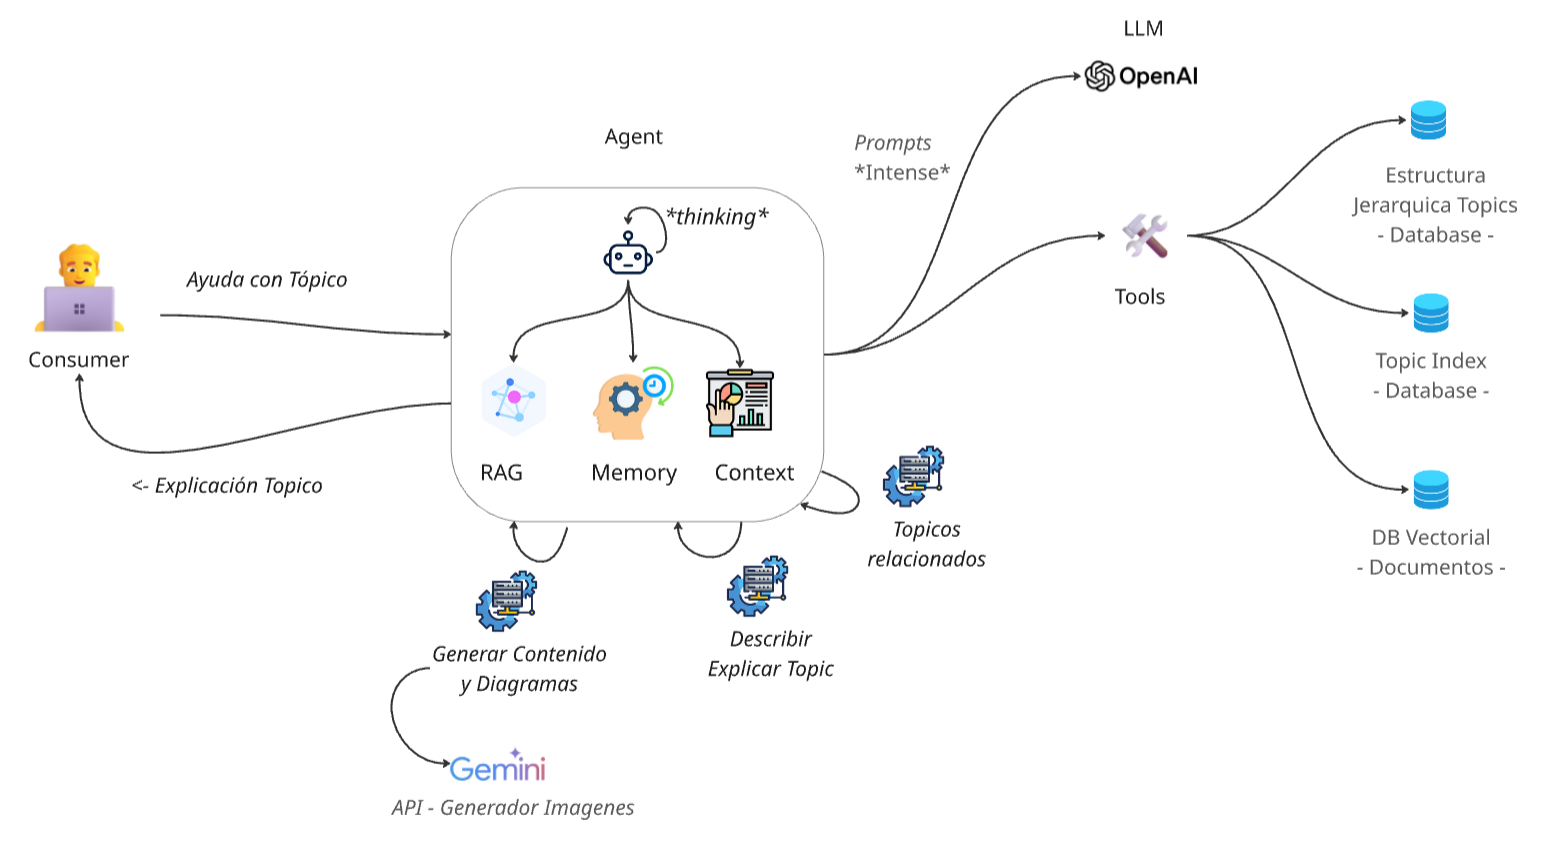 LLM
OpenAI
Agent
Prompts
*Intense*
*thinking*
Estructura
Jerarquica Topics
- Database -
Ayuda con Tópico
Tools
Consumer
Topic Index
- Database -
RAG
Memory
Context
<- Explicación Topico
Topicos
relacionados
DB Vectorial
- Documentos -
Describir
Explicar Topic
Generar Contenido
y Diagramas
Gemini
API - Generador Imagenes